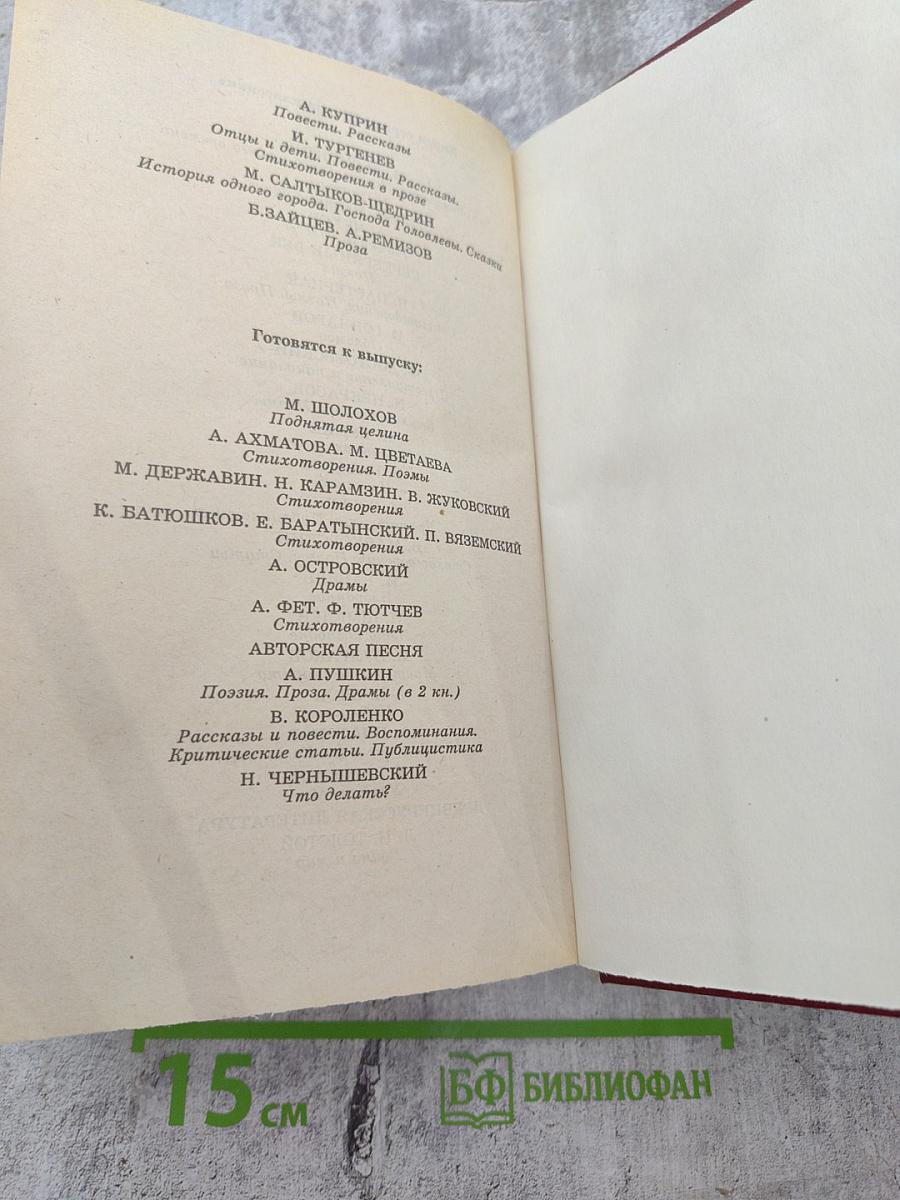 А. КУПРИН
Повести. Рассказы
И. ТУРГЕНЕВ
Отцы и дети. Повести. Рассказы.
Стихотворения в прозе
М. САЛТЫКОВ-ЩЕДРИН
История одного города. Господа Головлевы. Сказки
Б.ЗАЙЦЕВ. А.РЕМИЗОВ
Проза
Готовятся к выпуску:
М. ШОЛОХОВ
Поднятая целина
А. АХМАТОВА. М. ЦВЕТАЕВА
Стихотворения. Поэмы
М. ДЕРЖАВИН. Н. КАРАМЗИН. В. ЖУКОВСКИЙ
Стихотворения
К. БАТЮШКОВ. Е. БАРАТЫНСКИЙ. П. ВЯЗЕМСКИЙ
Стихотворения
А. ОСТРОВСКИЙ
Драмы
А. ФЕТ. Ф. ТЮТЧЕВ
Стихотворения
АВТОРСКАЯ ПЕСНЯ
А. ПУШКИН
Поэзия. Проза. Драмы (в 2 кн.)
В. КОРОЛЕНКО
Рассказы и повести. Воспоминания.
Критические статьи. Публицистика
Н. ЧЕРНЫШЕВСКИЙ
Что делать?
15 см
БФ БИБЛИОФАН